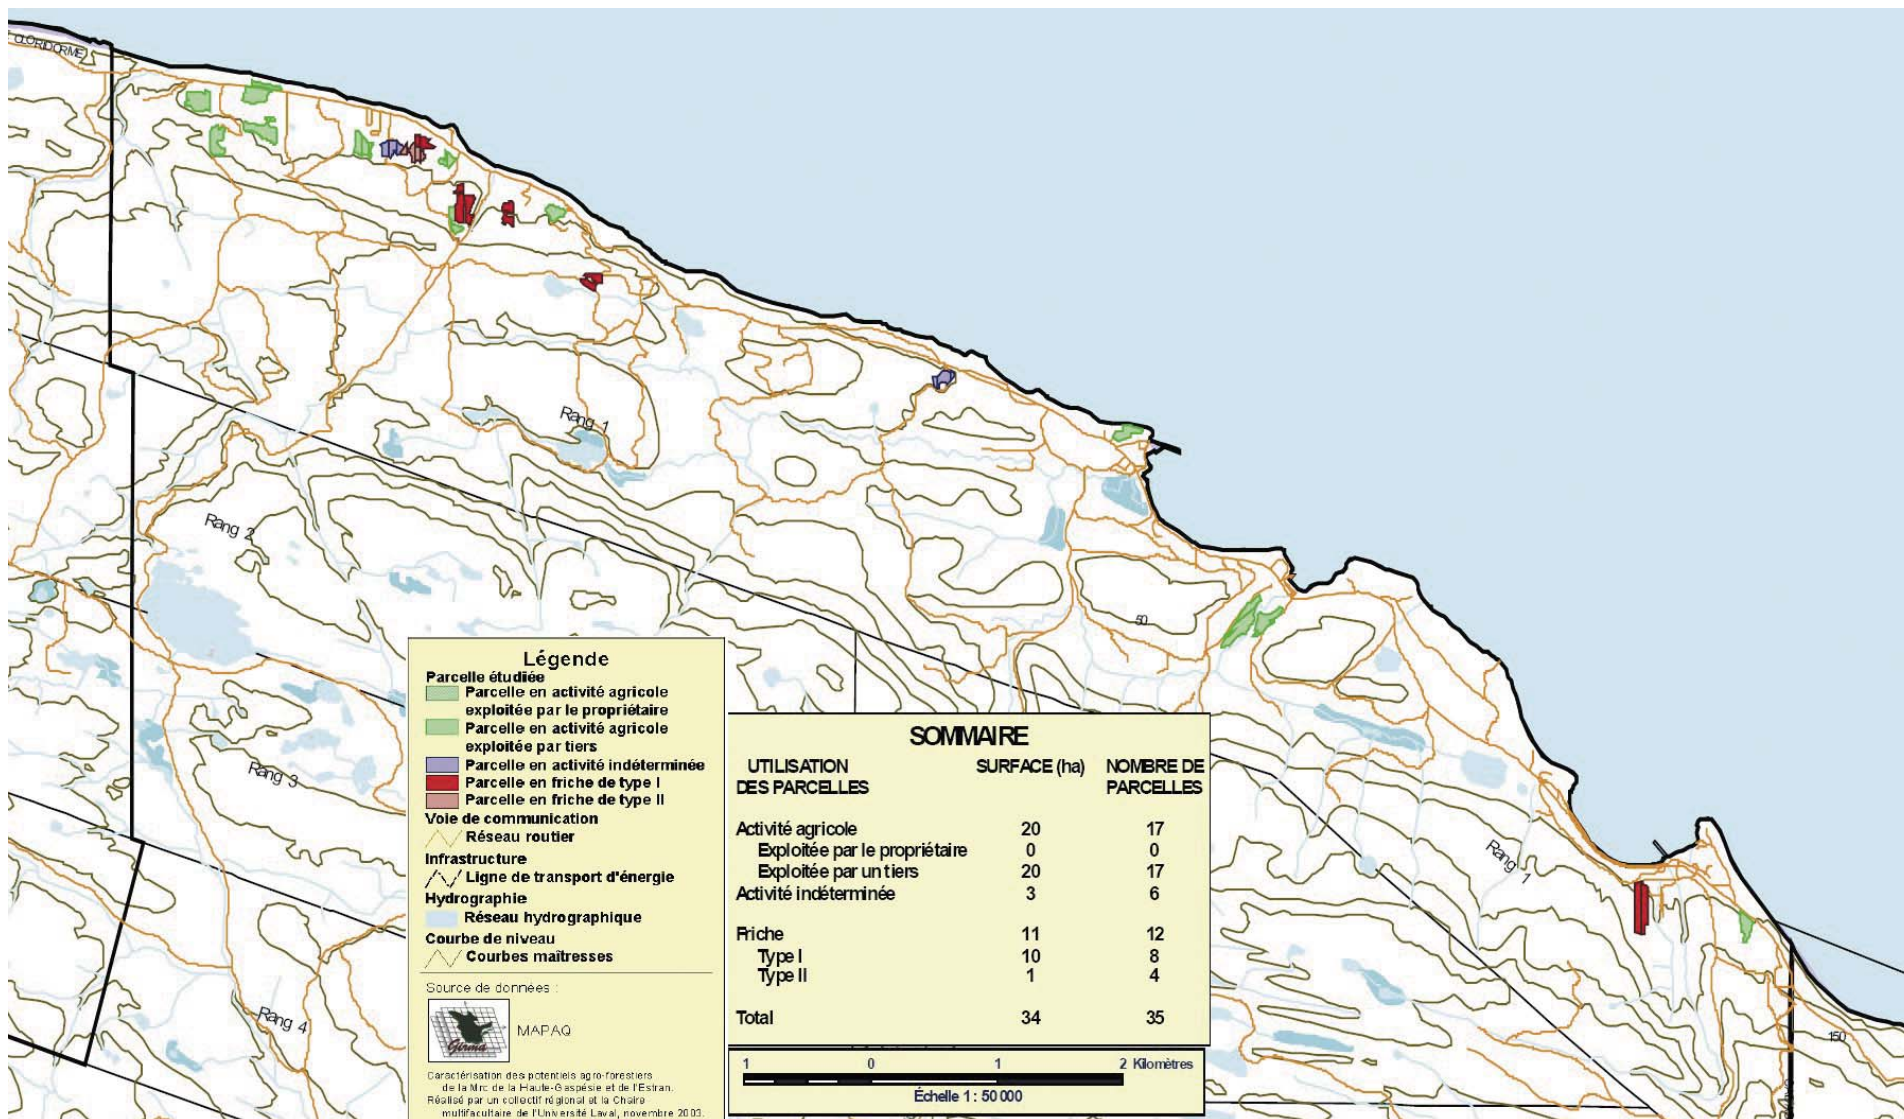 CLORIDORME
Rang 1
Rang 2
50
Rang 3
Rang 1
Rang 4
150
Légende
Parcelle étudiée
Parcelle en activité agricole
exploitée par le propriétaire
Parcelle en activité agricole
exploitée par tiers
Parcelle en activité indéterminée
Parcelle en friche de type I
Parcelle en friche de type II
Voie de communication
Réseau routier
Infrastructure
Ligne de transport d'énergie
Hydrographie
Réseau hydrographique
Courbe de niveau
Courbes maîtresses
Source de données :
Girma
MAPAQ
Caractérisation des potentiels agro-forestiers
de la Mrc de la Haute-Gaspésie et de l'Estran.
Réalisé par un collectif régional et la Chaire
multifacultaire de l'Université Laval, novembre 2003.
SOMMAIRE
UTILISATION SURFACE (ha) NOMBRE DE
DES PARCELLES PARCELLES
Activité agricole 20 17
Exploitée par le propriétaire 0 0
Exploitée par un tiers 20 17
Activité indéterminée 3 6
Friche 11 12
Type I 10 8
Type II 1 4
Total 34 35
1 0 1 2 Kilomètres
Échelle 1 : 50 000